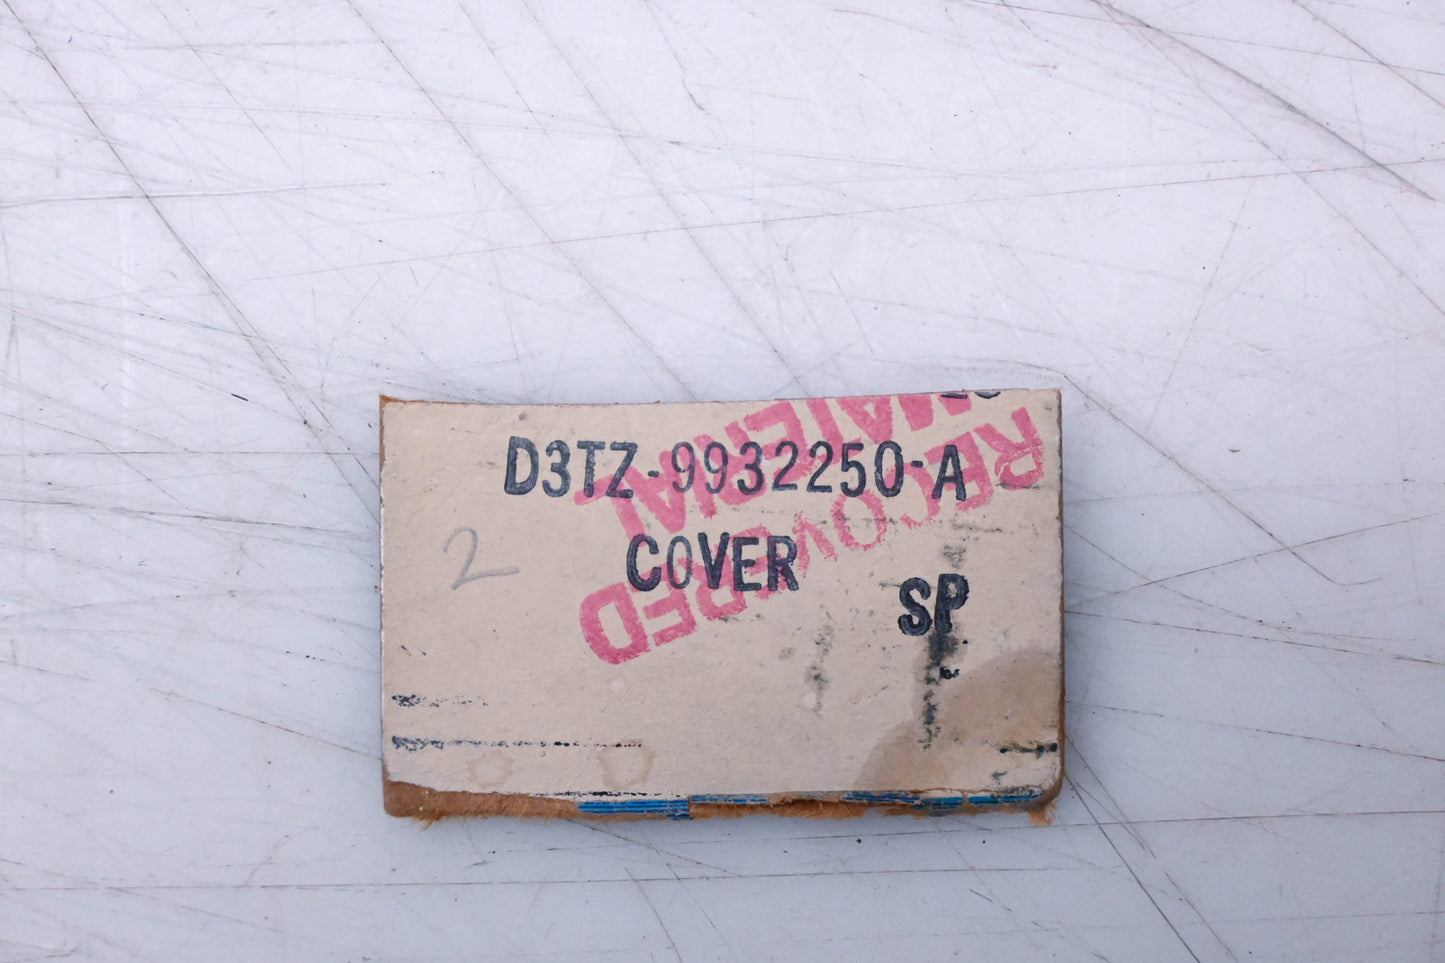 D3TZ-9932250-A
COVER
SP
2
RECOVERED
MATERIAL